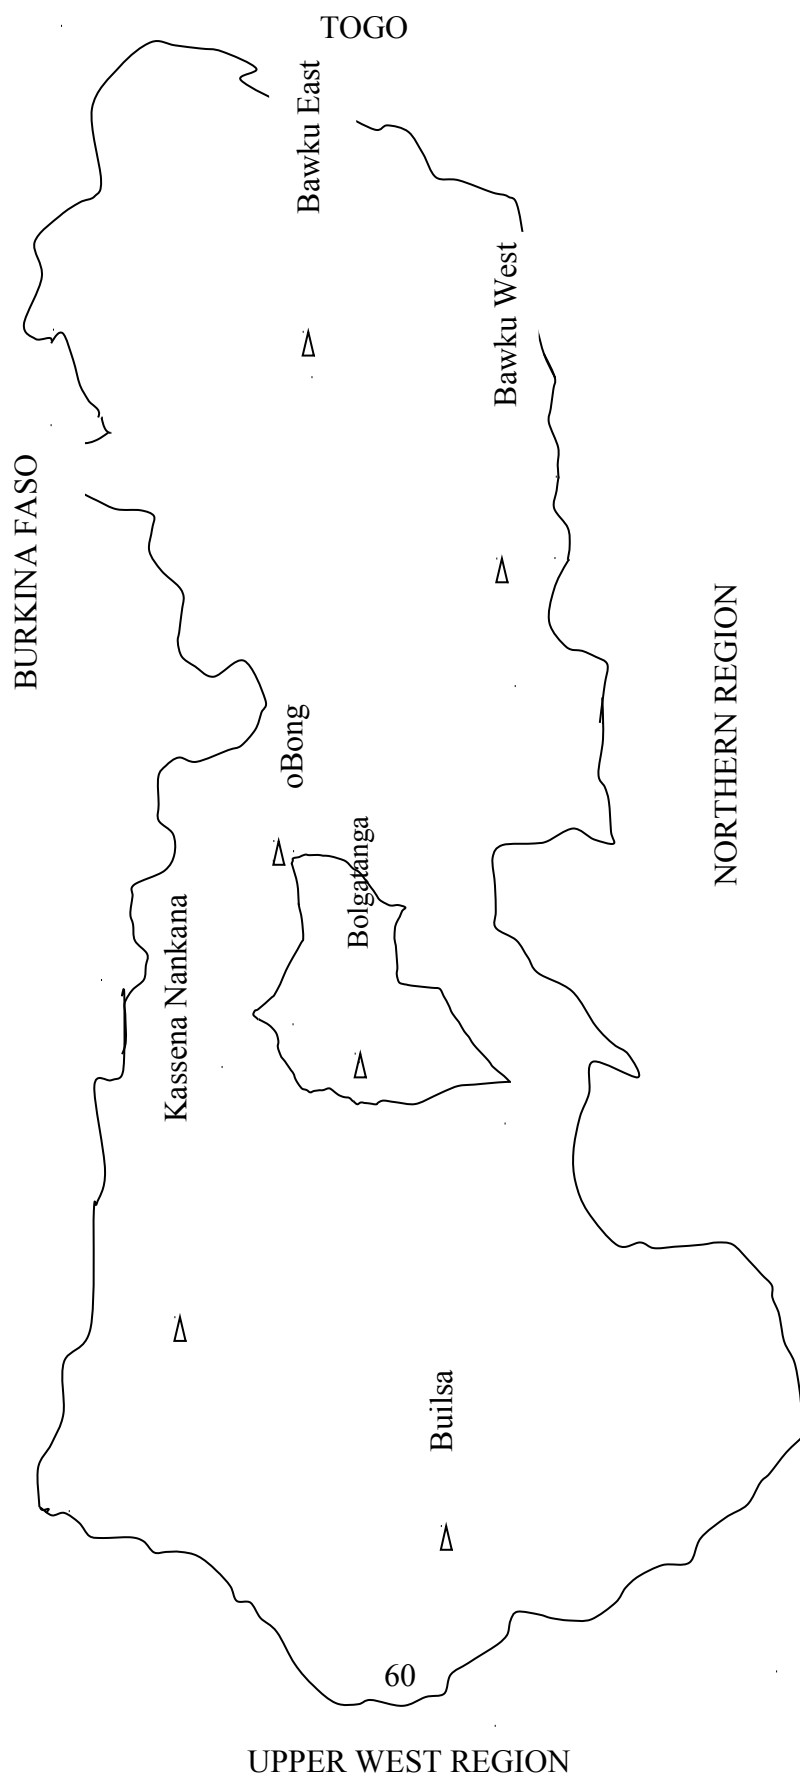 TOGO
Bawku East
Bawku West
BURKINA FASO
NORTHERN REGION
oBong
Bolgatanga
Kassena Nankana
Builsa
60
UPPER WEST REGION